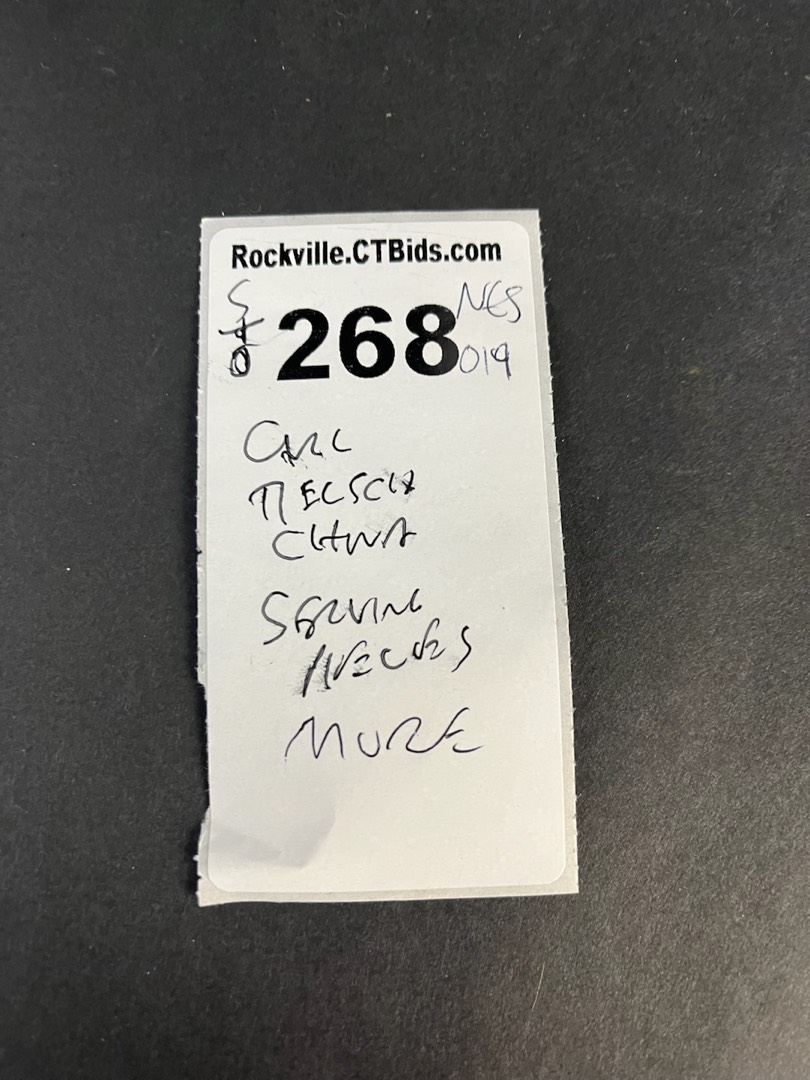 Rockville.CTBids.com
268 NES
019
CARL
TIELSCH
CHINA
SERVING
PIECES
MORE